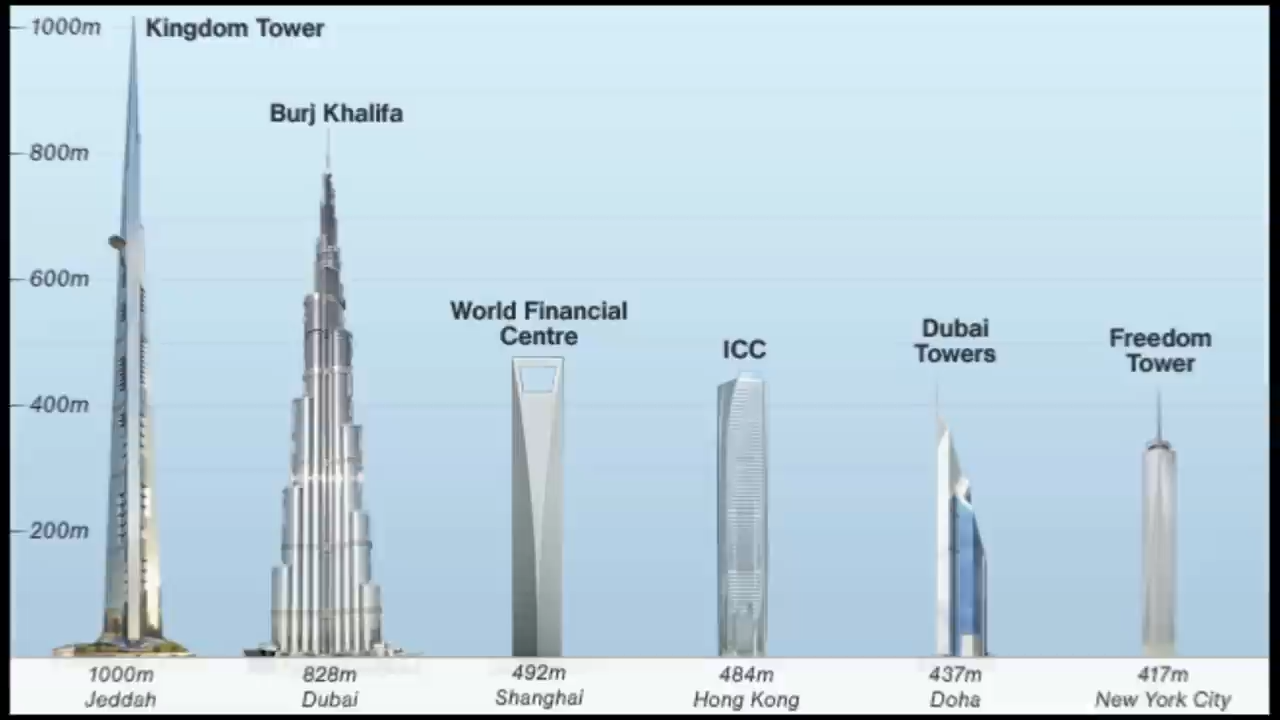 1000m
Kingdom Tower
Burj Khalifa
800m
600m
World Financial
Centre
Dubai
Towers
Freedom
Tower
ICC
400m
200m
1000m 828m 492m 484m 437m 417m
Jeddah Dubai Shanghai Hong Kong Doha New York City